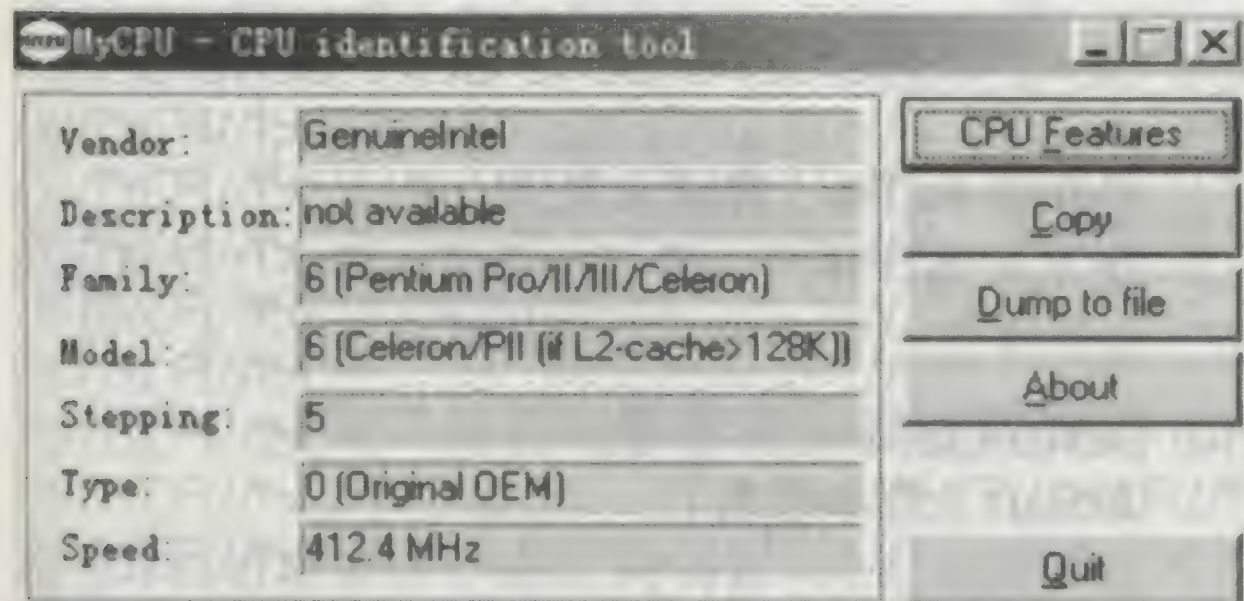 MyCPU - CPU identification tool
Vendor: GenuineIntel
Description: not available
Family: 6 (Pentium Pro/II/III/Celeron)
Model: 6 (Celeron/PII (if L2-cache>128K))
Stepping: 5
Type: 0 (Original OEM)
Speed: 412.4 MHz
CPU Features
Copy
Dump to file
About
Quit